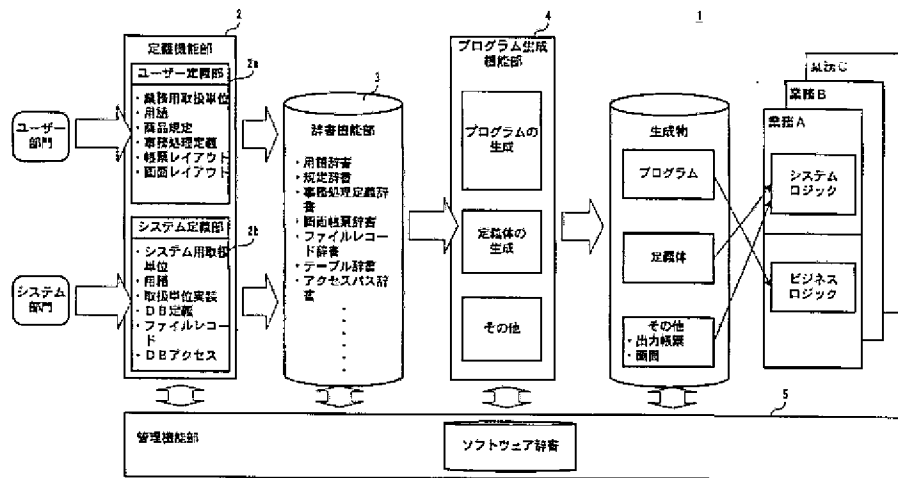 1
2
定義機能部
ユーザー定義部
2a
・業務用取扱単位
・用語
・商品規定
・事務処理定義
・帳票レイアウト
・画面レイアウト
ユーザー
部門
システム定義部
2b
・システム用取扱
単位
・用語
・取扱単位実装
・DB定義
・ファイルレコー
ド
・DBアクセス
システム
部門
3
辞書機能部
・用語辞書
・規定辞書
・事務処理定義辞
書
・画面帳票辞書
・ファイルレコー
ド辞書
・テーブル辞書
・アクセスパス辞
書
4
プログラム生成
機能部
プログラムの
生成
定義体の
生成
その他
生成物
プログラム
定義体
その他
・出力帳票
・画面
業務C
業務B
業務A
システム
ロジック
ビジネス
ロジック
5
管理機能部
ソフトウェア辞書